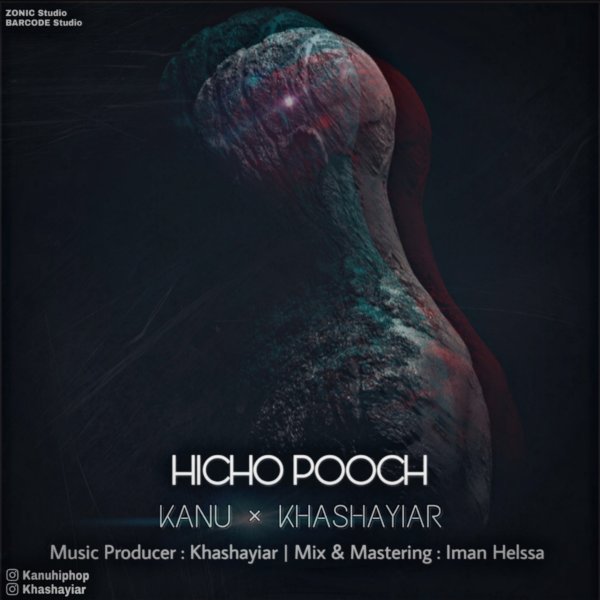 ZONIC Studio
BARCODE Studio
HICHO POOCH
KANU × KHASHAYIAR
Music Producer : Khashayiar | Mix & Mastering : Iman Helssa
Kanuhiphop
Khashayiar